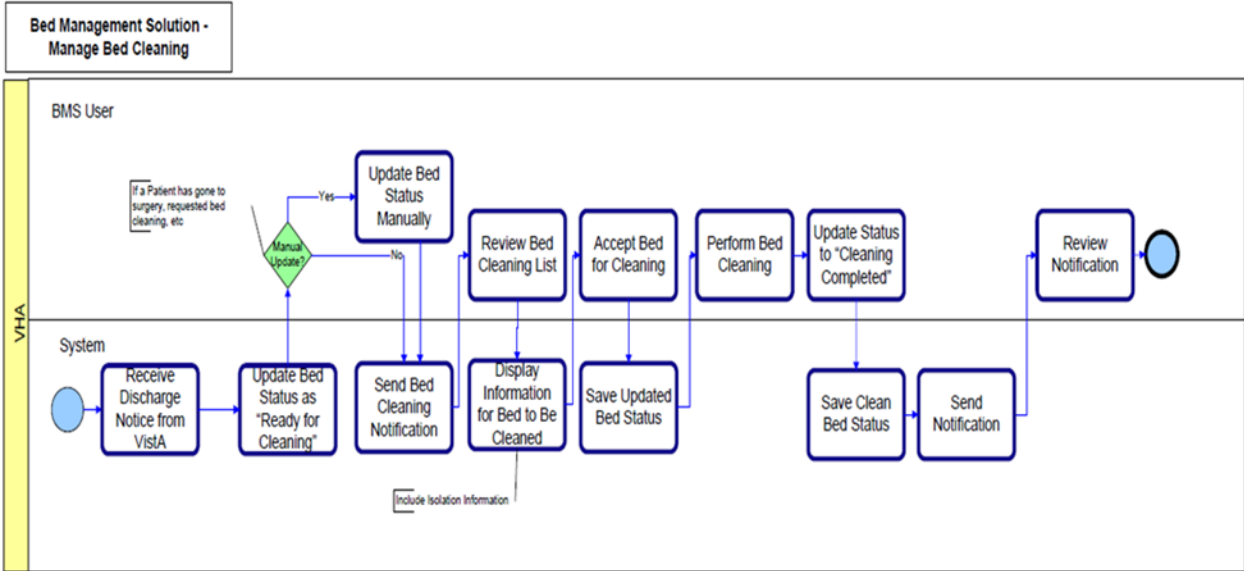 Bed Management Solution -
Manage Bed Cleaning
VHA
BMS User
If a Patient has gone to
surgery, requested bed
cleaning, etc
Manual
Update?
Yes
No
Update Bed
Status
Manually
Review Bed
Cleaning List
Accept Bed
for Cleaning
Perform Bed
Cleaning
Update Status
to “Cleaning
Completed”
Review
Notification
System
Receive
Discharge
Notice from
VistA
Update Bed
Status as
“Ready for
Cleaning”
Send Bed
Cleaning
Notification
Display
Information
for Bed to Be
Cleaned
Save Updated
Bed Status
Save Clean
Bed Status
Send
Notification
Include Isolation Information